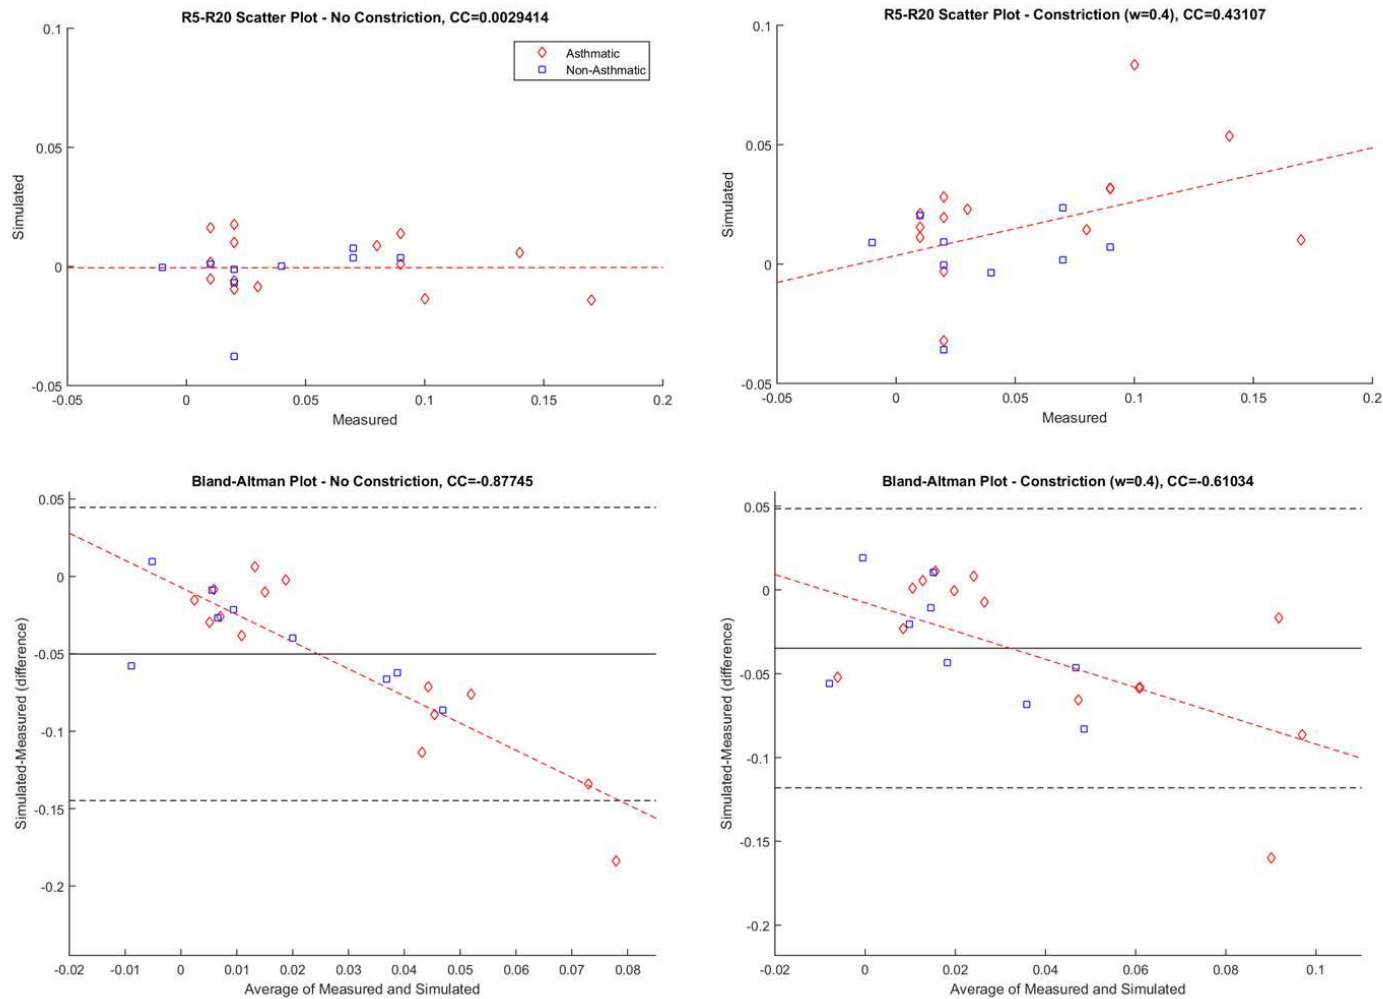 R5-R20 Scatter Plot - No Constriction, CC=0.0029414
0.1
0.05
0
-0.05
Simulated
Asthmatic
Non-Asthmatic
-0.05 0 0.05 0.1 0.15 0.2
Measured
R5-R20 Scatter Plot - Constriction (w=0.4), CC=0.43107
0.1
0.05
0
-0.05
Simulated
-0.05 0 0.05 0.1 0.15 0.2
Measured
Bland-Altman Plot - No Constriction, CC=-0.87745
0.05
0
-0.05
-0.1
-0.15
-0.2
Simulated-Measured (difference)
-0.02 -0.01 0 0.01 0.02 0.03 0.04 0.05 0.06 0.07 0.08
Average of Measured and Simulated
Bland-Altman Plot - Constriction (w=0.4), CC=-0.61034
0.05
0
-0.05
-0.1
-0.15
-0.2
Simulated-Measured (difference)
-0.02 0 0.02 0.04 0.06 0.08 0.1
Average of Measured and Simulated